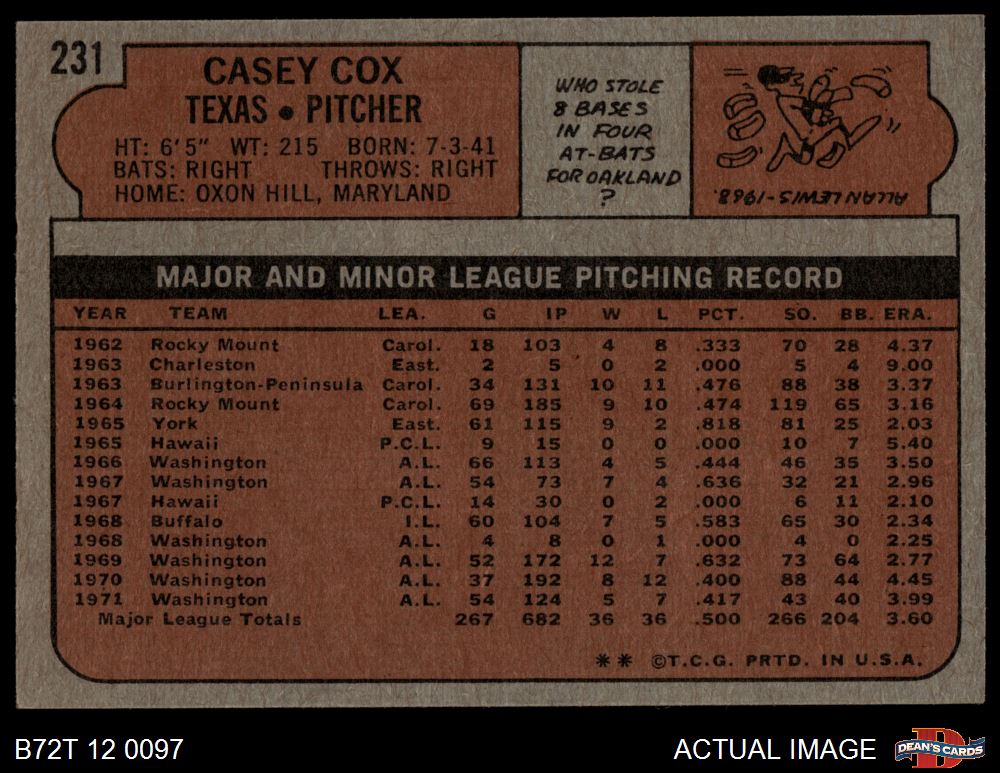 231
CASEY COX
TEXAS • PITCHER
HT: 6'5" WT: 215 BORN: 7-3-41
BATS: RIGHT THROWS: RIGHT
HOME: OXON HILL, MARYLAND
WHO STOLE
8 BASES
IN FOUR
AT-BATS
FOR OAKLAND
?
ALLAN LEWIS-1968.
MAJOR AND MINOR LEAGUE PITCHING RECORD
YEAR TEAM LEA. G IP W L PCT. SO. BB. ERA.
1962 Rocky Mount Carol. 18 103 4 8 .333 70 28 4.37
1963 Charleston East. 2 5 0 2 .000 5 4 9.00
1963 Burlington-Peninsula Carol. 34 131 10 11 .476 88 38 3.37
1964 Rocky Mount Carol. 69 185 9 10 .474 119 65 3.16
1965 York East. 61 115 9 2 .818 81 25 2.03
1965 Hawaii P.C.L. 9 15 0 0 .000 10 7 5.40
1966 Washington A.L. 66 113 4 5 .444 46 35 3.50
1967 Washington A.L. 54 73 7 4 .636 32 21 2.96
1967 Hawaii P.C.L. 14 30 0 2 .000 6 11 2.10
1968 Buffalo I.L. 60 104 7 5 .583 65 30 2.34
1968 Washington A.L. 4 8 0 1 .000 4 0 2.25
1969 Washington A.L. 52 172 12 7 .632 73 64 2.77
1970 Washington A.L. 37 192 8 12 .400 88 44 4.45
1971 Washington A.L. 54 124 5 7 .417 43 40 3.99
Major League Totals 267 682 36 36 .500 266 204 3.60
** ©T.C.G. PRTD. IN U.S.A.
B72T 12 0097
ACTUAL IMAGE
D
DEAN'S CARDS